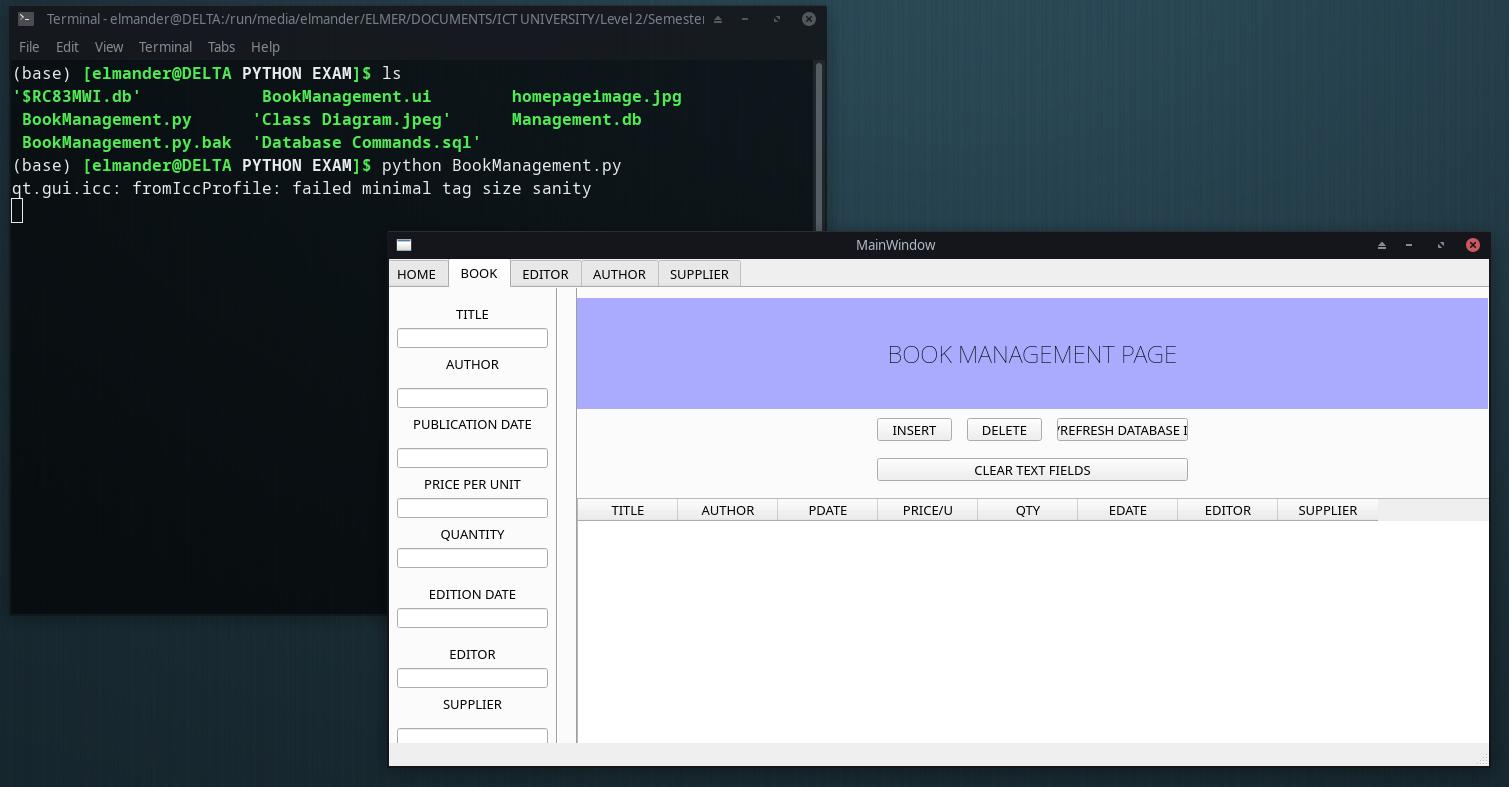 Terminal - elmander@DELTA:/run/media/elmander/ELMER/DOCUMENTS/ICT UNIVERSITY/Level 2/Semester
File Edit View Terminal Tabs Help
(base) [elmander@DELTA PYTHON EXAM]$ ls
'$RC83MWI.db' BookManagement.ui homepageimage.jpg
BookManagement.py 'Class Diagram.jpeg' Management.db
BookManagement.py.bak 'Database Commands.sql'
(base) [elmander@DELTA PYTHON EXAM]$ python BookManagement.py
qt.gui.icc: fromIccProfile: failed minimal tag size sanity
MainWindow
HOME BOOK EDITOR AUTHOR SUPPLIER
TITLE
AUTHOR
PUBLICATION DATE
PRICE PER UNIT
QUANTITY
EDITION DATE
EDITOR
SUPPLIER
BOOK MANAGEMENT PAGE
INSERT DELETE /REFRESH DATABASE
CLEAR TEXT FIELDS
TITLE AUTHOR PDATE PRICE/U QTY EDATE EDITOR SUPPLIER